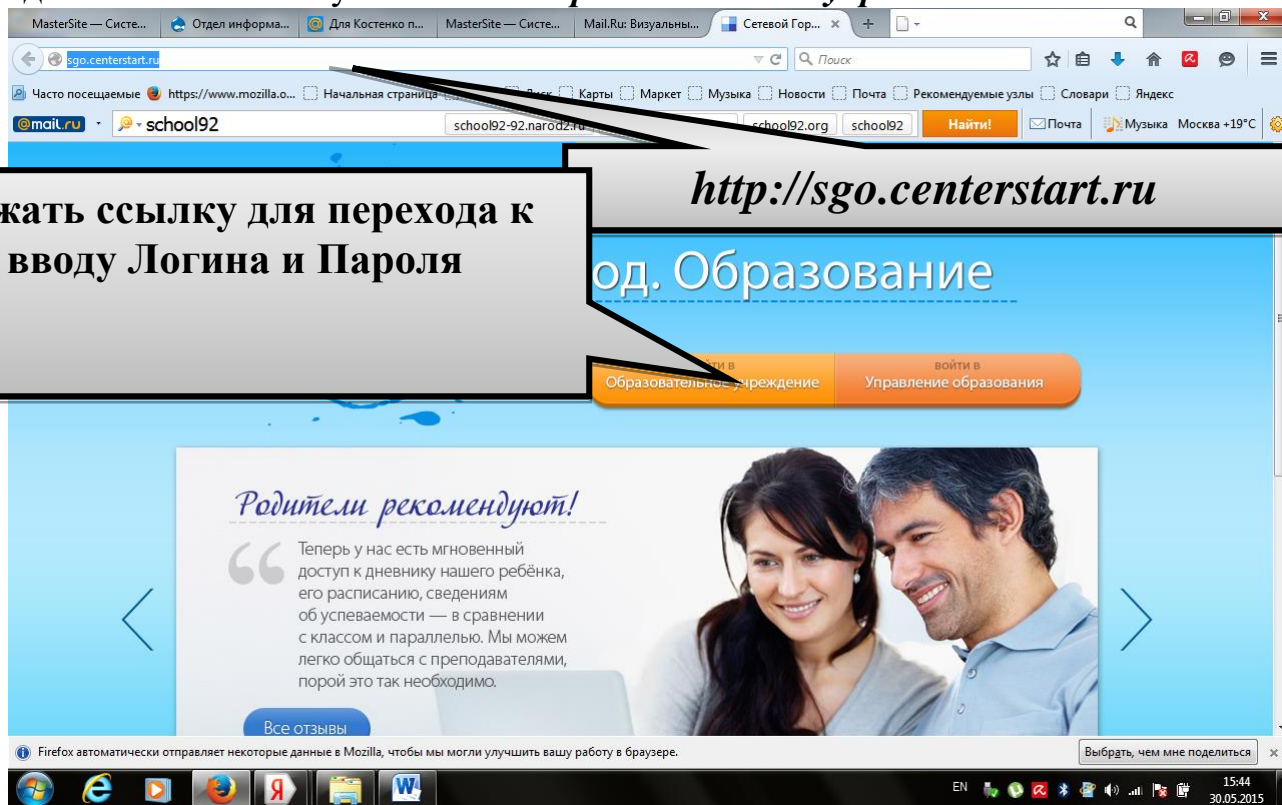 MasterSite — Систе... Отдел информа... Для Костенко п... MasterSite — Систе... Mail.Ru: Визуальны... Сетевой Гор...
sgo.centerstart.ru Поиск
Часто посещаемые https://www.mozilla.o... Начальная страница Карты Маркет Музыка Новости Почта Рекомендуемые узлы Словари Яндекс
@mail.ru school92 school92-92.narod2.ru school92.org school92 Найти! Почта Музыка Москва +19°C
http://sgo.centerstart.ru
жать ссылку для перехода к
вводу Логина и Пароля
од. Образование
войти в
Образовательное учреждение Управление образования
Родители рекомендуют!
Теперь у нас есть мгновенный
доступ к дневнику нашего ребёнка,
его расписанию, сведениям
об успеваемости — в сравнении
с классом и параллелью. Мы можем
легко общаться с преподавателями,
порой это так необходимо.
Все отзывы
Firefox автоматически отправляет некоторые данные в Mozilla, чтобы мы могли улучшить вашу работу в браузере. Выбрать, чем мне поделиться
EN 15:44
30.05.2015